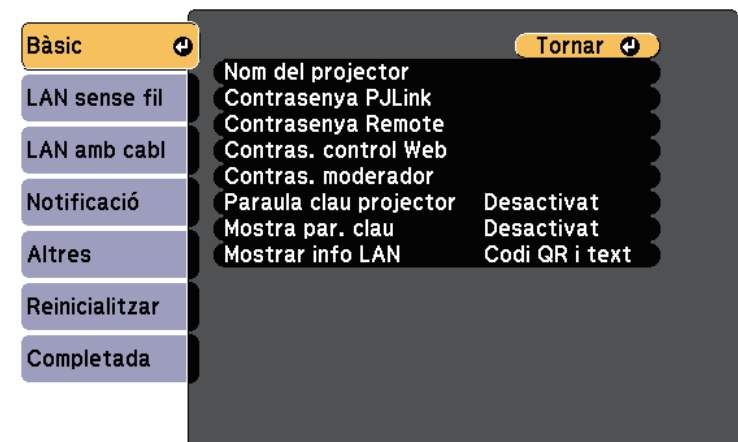 Bàsic
LAN sense fil
LAN amb cabl
Notificació
Altres
Reinicialitzar
Completada
Tornar
Nom del projector
Contrasenya PJLink
Contrasenya Remote
Contras. control Web
Contras. moderador
Paraula clau projector Desactivat
Mostra par. clau Desactivat
Mostrar info LAN Codi QR i text